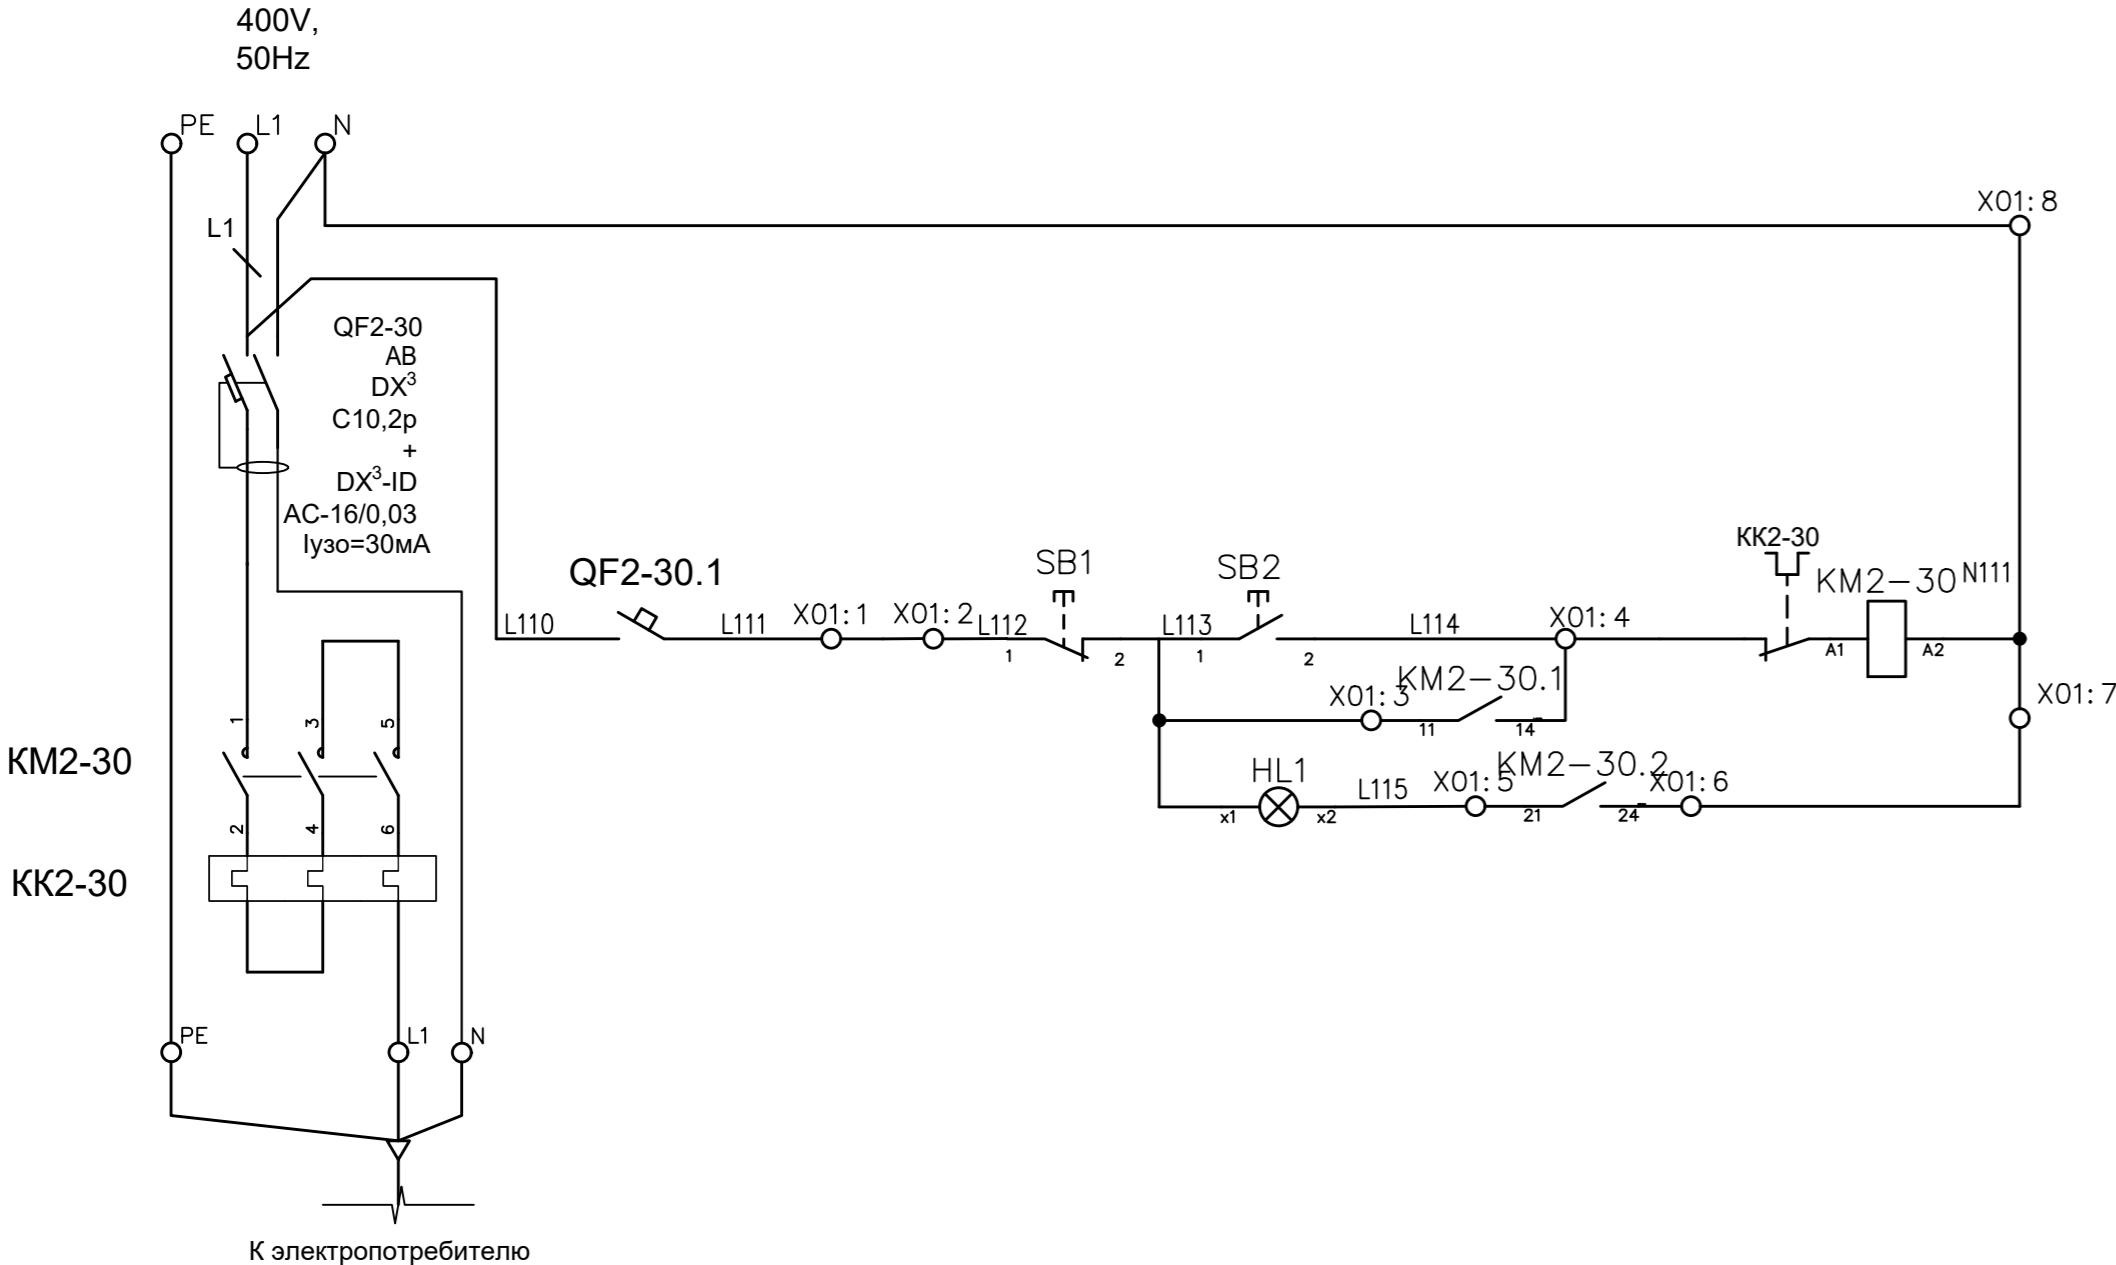 400V,
50Hz
PE
L1
N
X01:8
L1
QF2-30
АВ
DX³
C10,2p
+
DX³-ID
AC-16/0,03
Iузо=30мА
QF2-30.1
SB1
SB2
КК2-30
KM2-30
N111
L110
L111
X01:1
X01:2
L112
L113
L114
X01:4
1
2
1
2
A1
A2
X01:3
KM2-30.1
11
14
X01:7
1
3
5
КМ2-30
HL1
L115
X01:5
KM2-30.2
X01:6
x1
x2
21
24
2
4
6
КК2-30
PE
L1
N
К электропотребителю